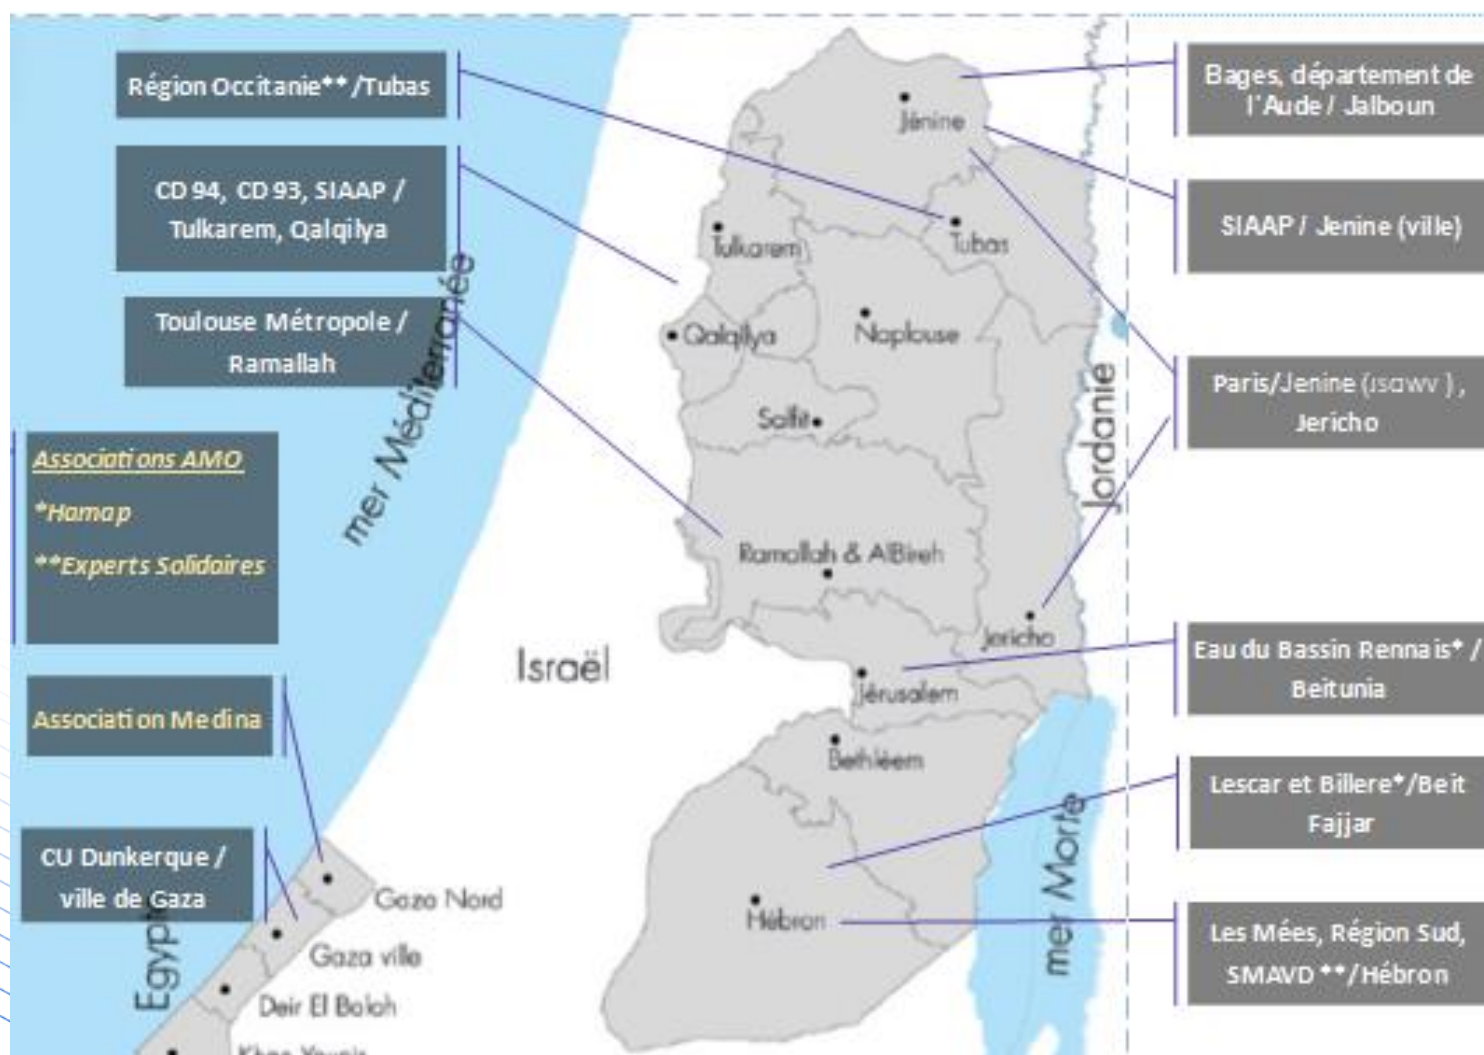 Région Occitanie** /Tubas
CD 94, CD 93, SIAAP /
Tulkarem, Qalqilya
Toulouse Métropole /
Ramallah
Associations AMO
*Hamap
**Experts Solidaires
Association Medina
CU Dunkerque /
ville de Gaza
mer Méditerranée
Israël
Egypte
Gaza Nord
Gaza ville
Deir El Balah
Khan Younis
Jénine
Tulkarem
Tubas
Qalqilya
Naplouse
Salfit
Ramallah & AlBireh
Jericho
Jérusalem
Bethléem
Hébron
Jordanie
mer Morte
Bages, département de
l'Aude / Jalboun
SIAAP / Jenine (ville)
Paris/Jenine (JSAWV ) ,
Jericho
Eau du Bassin Rennais* /
Beitunia
Lescar et Billere*/Beit
Fajjar
Les Mées, Région Sud,
SMAVD **/Hébron